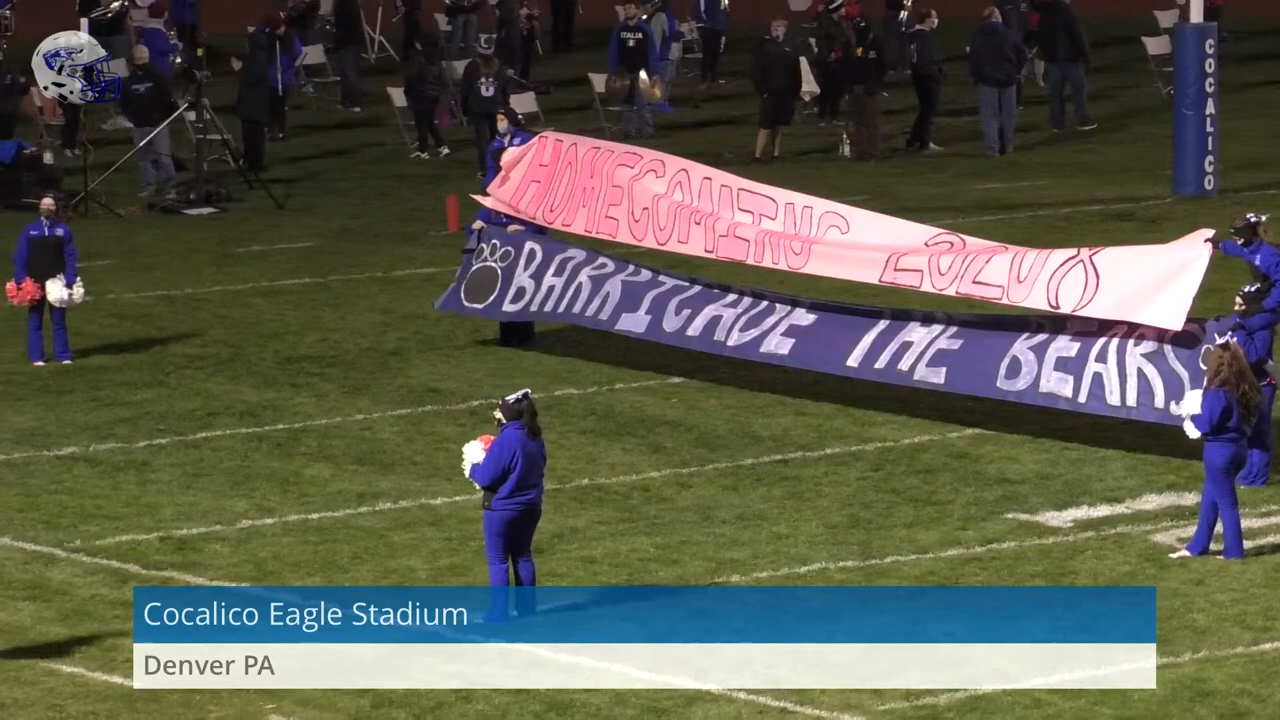 ITALIA
COCALICO
HOMECOMING 2020
BARRICADE THE BEARS
Cocalico Eagle Stadium
Denver PA